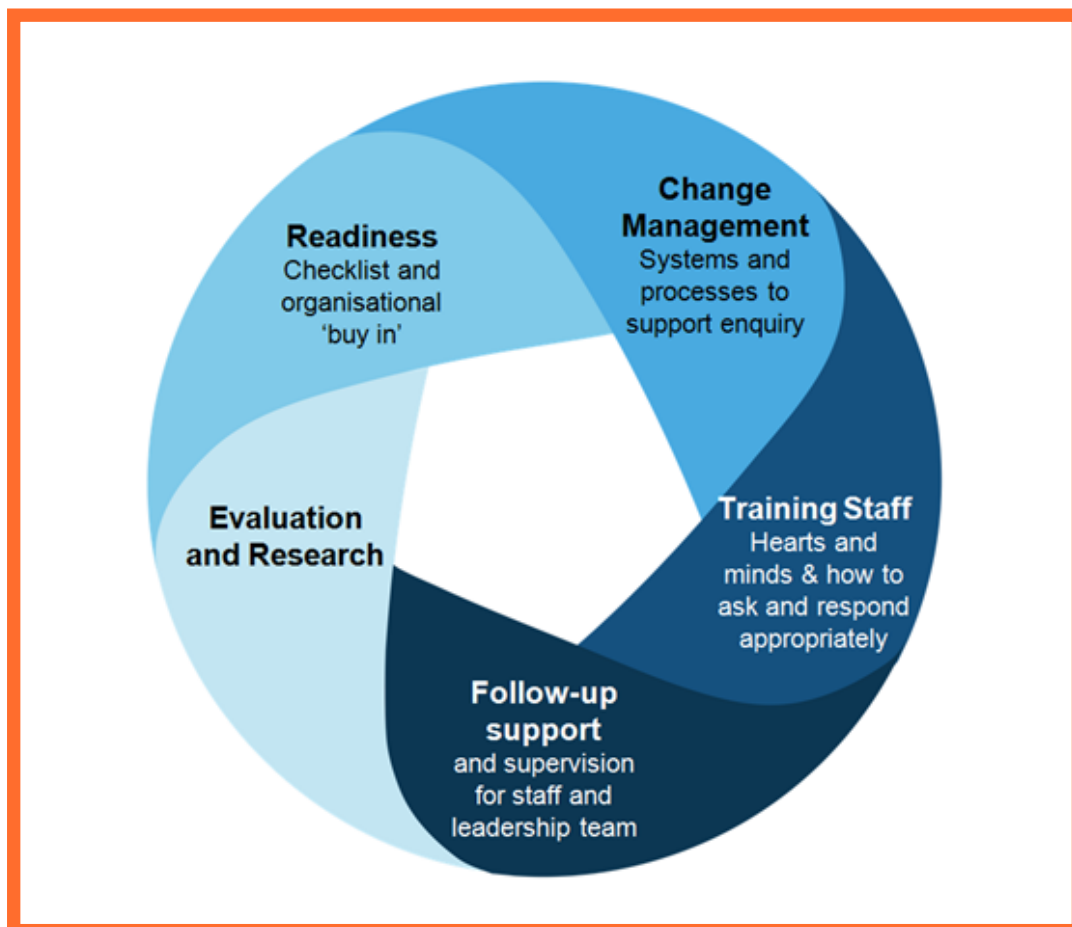 Readiness
Checklist and
organisational
‘buy in’
Change
Management
Systems and
processes to
support enquiry
Training Staff
Hearts and
minds & how to
ask and respond
appropriately
Follow-up
support
and supervision
for staff and
leadership team
Evaluation
and Research